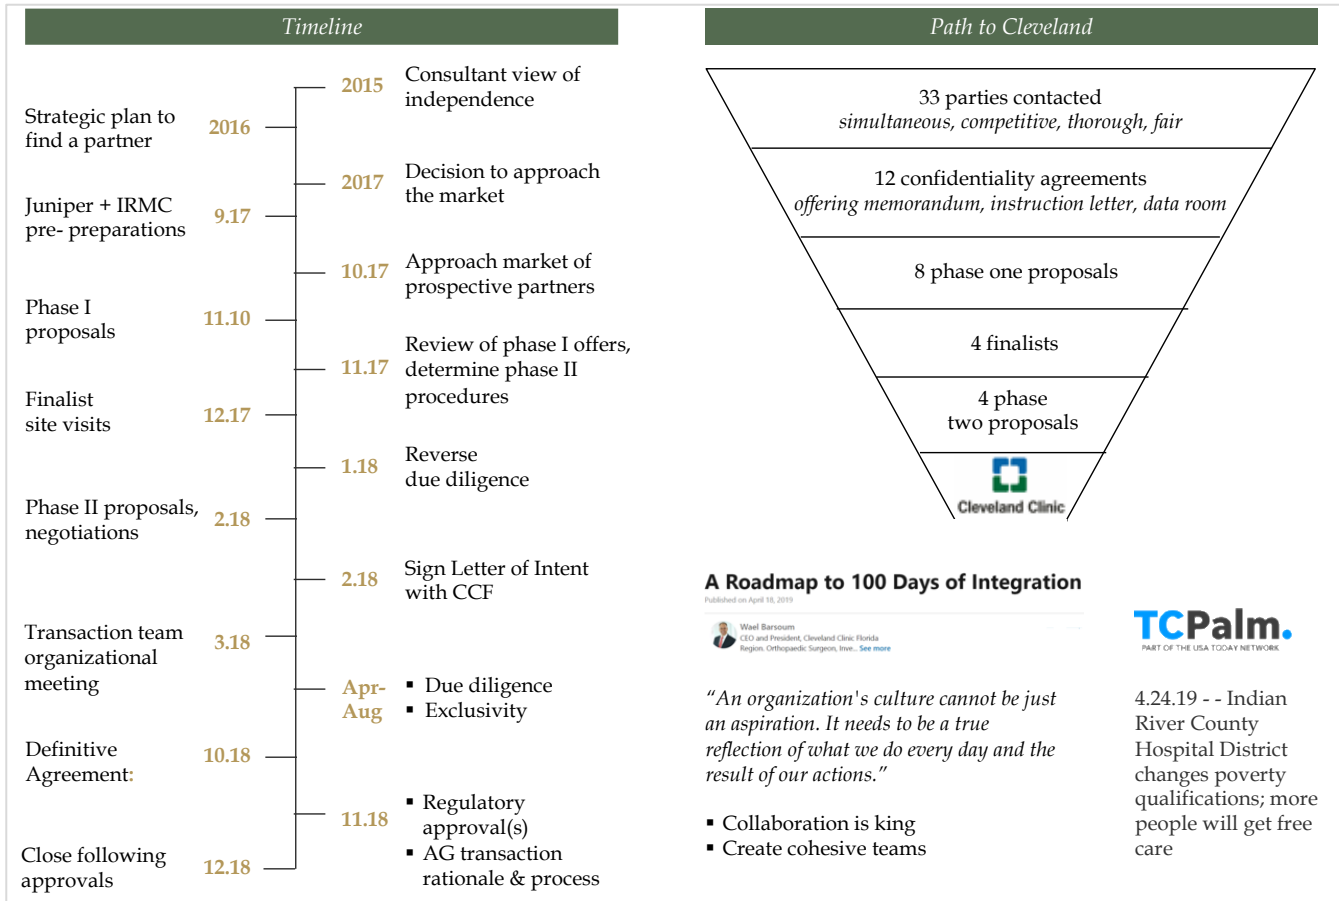 Timeline
2015
Consultant view of
independence
Strategic plan to
find a partner
2016
2017
Decision to approach
the market
Juniper + IRMC
pre- preparations
9.17
10.17
Approach market of
prospective partners
Phase I
proposals
11.10
11.17
Review of phase I offers,
determine phase II
procedures
Finalist
site visits
12.17
1.18
Reverse
due diligence
Phase II proposals,
negotiations
2.18
2.18
Sign Letter of Intent
with CCF
Transaction team
organizational
meeting
3.18
Apr-
Aug
▪ Due diligence
▪ Exclusivity
Definitive
Agreement:
10.18
11.18
▪ Regulatory
approval(s)
▪ AG transaction
rationale & process
Close following
approvals
12.18
Path to Cleveland
33 parties contacted
simultaneous, competitive, thorough, fair
12 confidentiality agreements
offering memorandum, instruction letter, data room
8 phase one proposals
4 finalists
4 phase
two proposals
Cleveland Clinic
A Roadmap to 100 Days of Integration
Published on April 18, 2019
Wael Barsoum
CEO and President, Cleveland Clinic Florida
Region. Orthopaedic Surgeon, Inve... See more
“An organization's culture cannot be just
an aspiration. It needs to be a true
reflection of what we do every day and the
result of our actions.”
▪ Collaboration is king
▪ Create cohesive teams
TCPalm.
PART OF THE USA TODAY NETWORK
4.24.19 - - Indian
River County
Hospital District
changes poverty
qualifications; more
people will get free
care